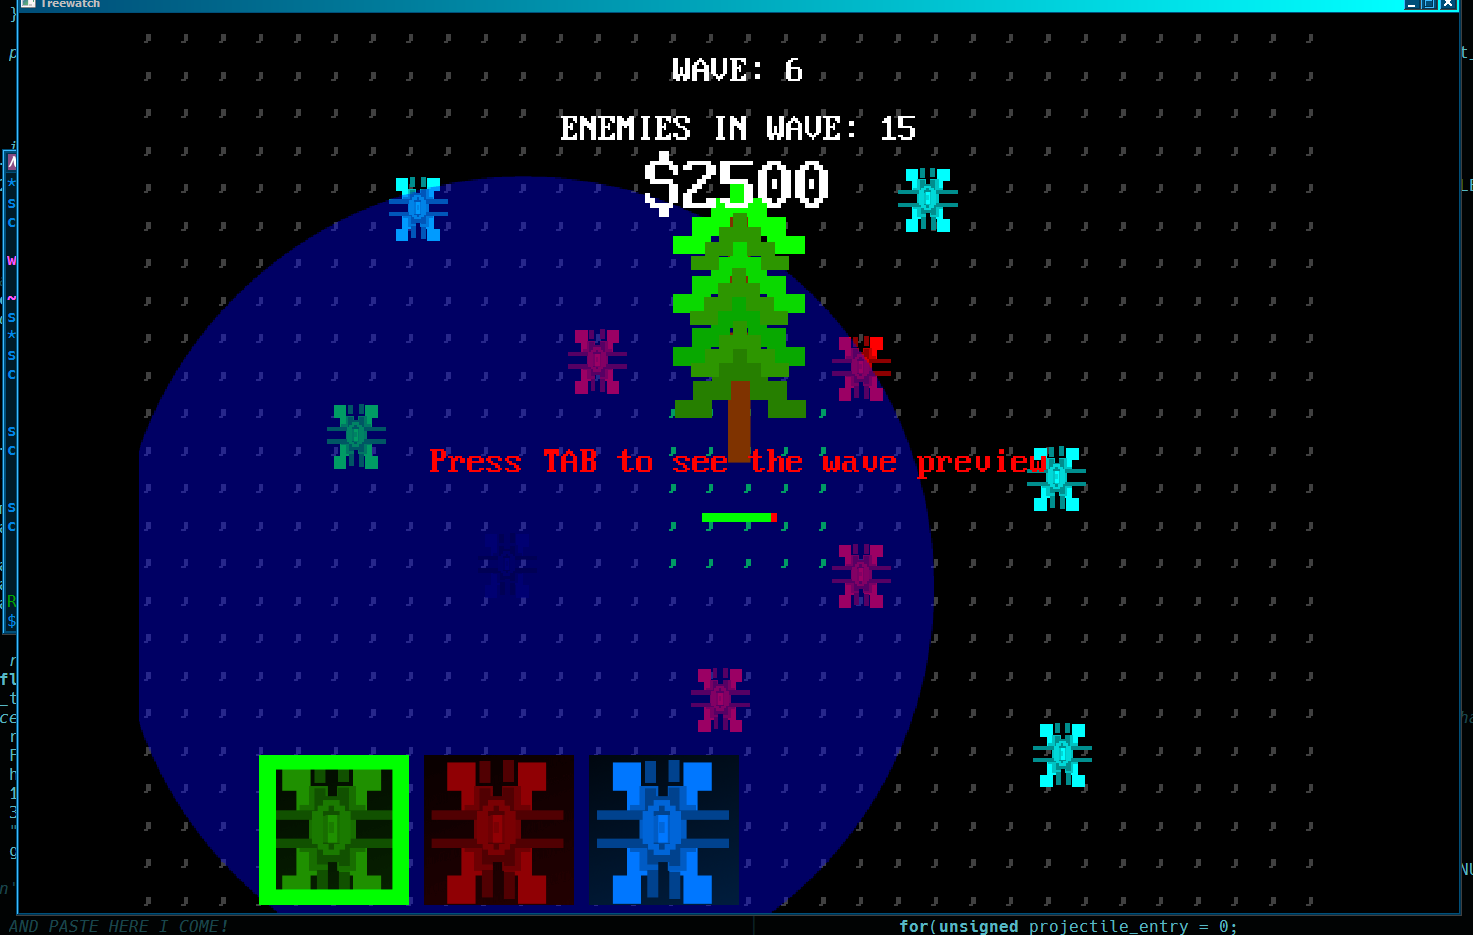 Treewatch
WAVE: 6
ENEMIES IN WAVE: 15
$2500
Press TAB to see the wave preview
AND PASTE HERE I COME!
for(unsigned projectile_entry = 0;